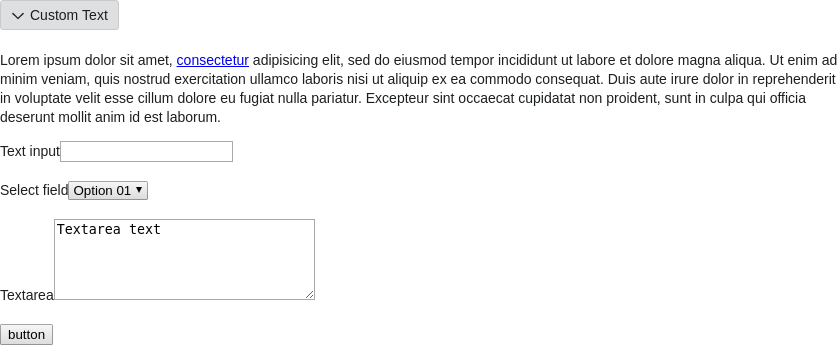 Custom Text
Lorem ipsum dolor sit amet, consectetur adipisicing elit, sed do eiusmod tempor incididunt ut labore et dolore magna aliqua. Ut enim ad
minim veniam, quis nostrud exercitation ullamco laboris nisi ut aliquip ex ea commodo consequat. Duis aute irure dolor in reprehenderit
in voluptate velit esse cillum dolore eu fugiat nulla pariatur. Excepteur sint occaecat cupidatat non proident, sunt in culpa qui officia
deserunt mollit anim id est laborum.
Text input
Select field Option 01
Textarea text
Textarea
button